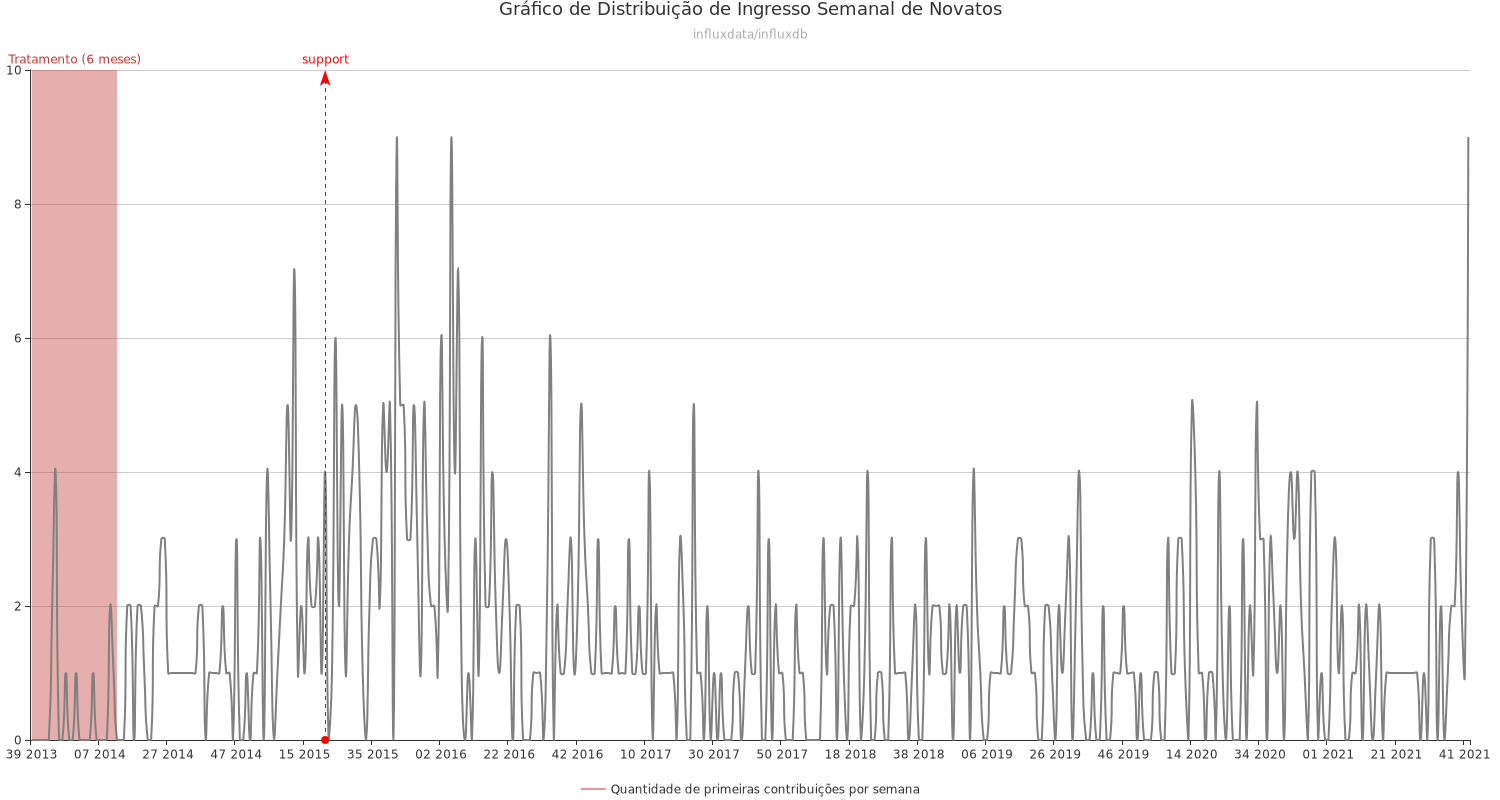 Gráfico de Distribuição de Ingresso Semanal de Novatos
influxdata/influxdb
Tratamento (6 meses)
support
10
8
6
4
2
0
39 2013 07 2014 27 2014 47 2014 15 2015 35 2015 02 2016 22 2016 42 2016 10 2017 30 2017 50 2017 18 2018 38 2018 06 2019 26 2019 46 2019 14 2020 34 2020 01 2021 21 2021 41 2021
Quantidade de primeiras contribuições por semana